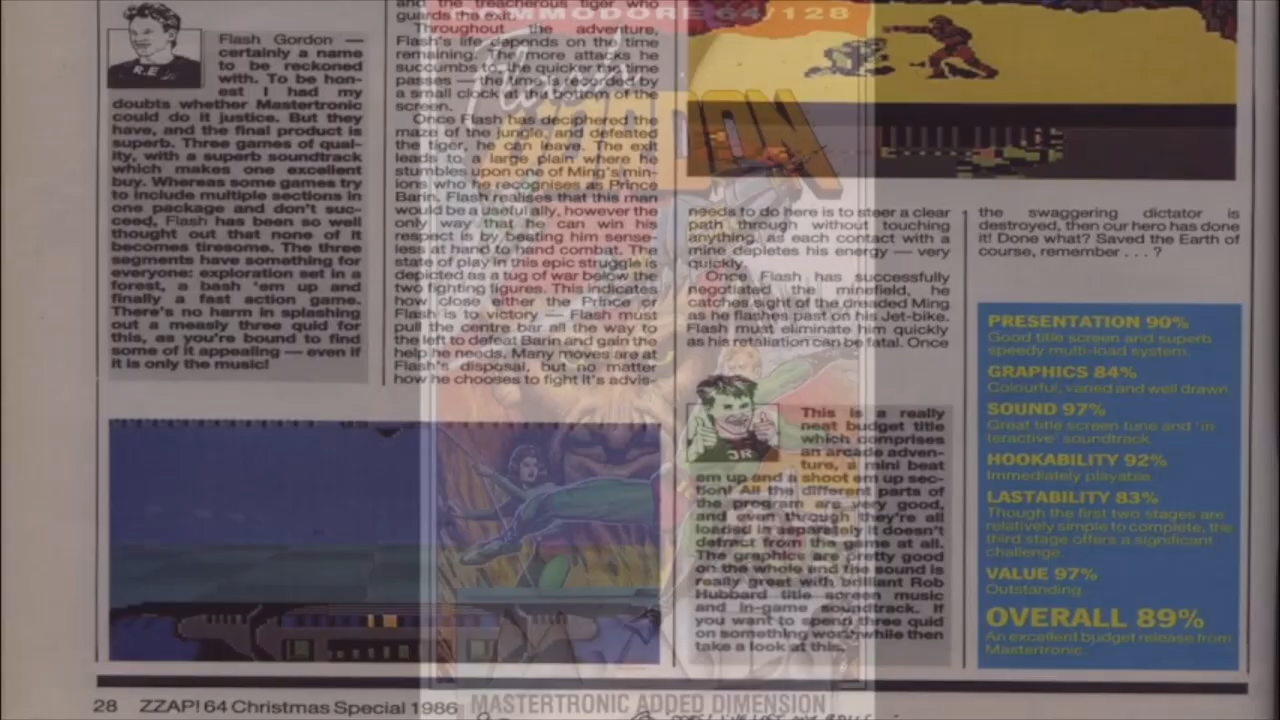 Flash Gordon —
certainly a name
to be reckoned
with. To be hon-
est I had my
doubts whether Mastertronic
could do it justice. But they
have, and the final product is
superb. Three games of qual-
ity, with a superb soundtrack
which makes one excellent
buy. Whereas some games try
to include multiple sections in
one package and don't suc-
ceed, Flash has been so well
thought out that none of it
becomes tiresome. The three
segments have something for
everyone: exploration set in a
forest, a bash 'em up and
finally a fast action game.
There's no harm in splashing
out a measly three quid for
this, as you're bound to find
some of it appealing — even if
it is only the music!
R.E
and the treacherous tiger who
guards the exit.
Throughout the adventure,
Flash's life depends on the time
remaining. The more attacks he
succumbs to, the quicker the time
passes — the time is recorded by
a small clock at the bottom of the
screen.
Once Flash has deciphered the
maze of the jungle, and defeated
the tiger, he can leave. The exit
leads to a large plain where he
stumbles upon one of Ming's min-
ions who he recognises as Prince
Barin. Flash realises that this man
would be a useful ally, however the
only way that he can win his
respect is by beating him sense-
less at hand to hand combat. The
state of play in this epic struggle is
depicted as a tug of war below the
two fighting figures. This indicates
how close either the Prince or
Flash is to victory — Flash must
pull the centre bar all the way to
the left to defeat Barin and gain the
help he needs. Many moves are at
Flash's disposal, but no matter
how he chooses to fight it's advis-
COMMODORE 64/128
Flash
GORDON
needs to do here is to steer a clear
path through without touching
anything, as each contact with a
mine depletes his energy — very
quickly.
Once Flash has successfully
negotiated the minefield, he
catches sight of the dreaded Ming
as he flashes past on his Jet-bike.
Flash must eliminate him quickly
as his retaliation can be fatal. Once
JR
This is a really
neat budget title
which comprises
an arcade adven-
ture, a mini beat
em up and a shoot em up sec-
tion! All the different parts of
the program are very good,
and even through they're all
loaded in separately it doesn't
detract from the game at all.
The graphics are pretty good
on the whole and the sound is
really great with brilliant Rob
Hubbard title screen music
and in-game soundtrack. If
you want to spend three quid
on something worthwhile then
take a look at this.
the swaggering dictator is
destroyed, then our hero has done
it! Done what? Saved the Earth of
course, remember . . . ?
PRESENTATION 90%
Good title screen and superb
speedy multi-load system.
GRAPHICS 84%
Colourful, varied and well drawn.
SOUND 97%
Great title screen tune and 'in-
teractive' soundtrack.
HOOKABILITY 92%
Immediately playable.
LASTABILITY 83%
Though the first two stages are
relatively simple to complete, the
third stage offers a significant
challenge.
VALUE 97%
Outstanding.
OVERALL 89%
An excellent budget release from
Mastertronic.
28 ZZAP! 64 Christmas Special 1986
MASTERTRONIC ADDED DIMENSION